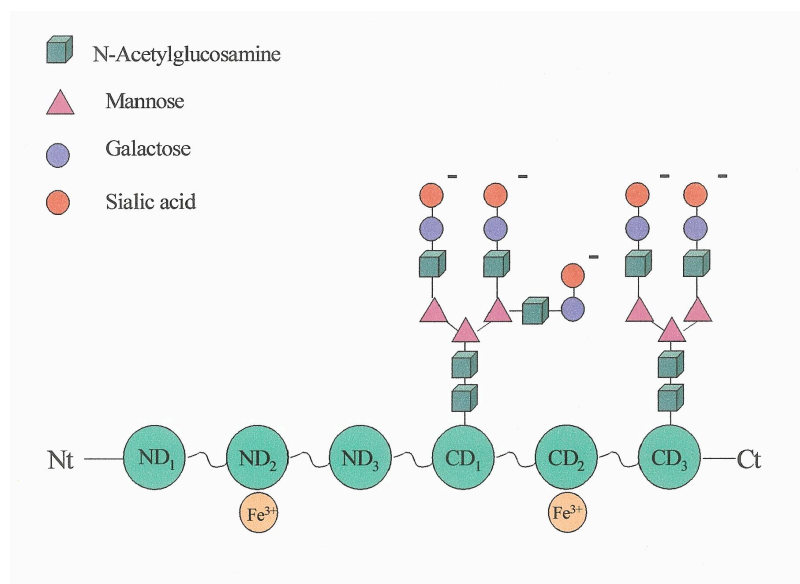 N-Acetylglucosamine
Mannose
Galactose
Sialic acid
- - - -
-
Nt ND₁ ND₂ ND₃ CD₁ CD₂ CD₃ Ct
Fe³⁺ Fe³⁺